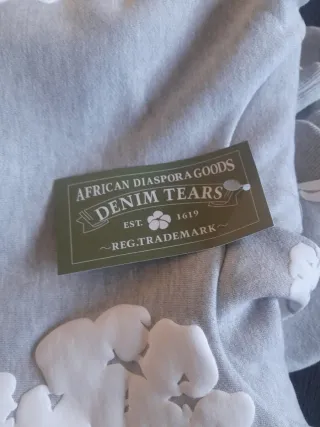 AFRICAN DIASPORA GOODS
DENIM TEARS
EST. 1619
~REG.TRADEMARK~